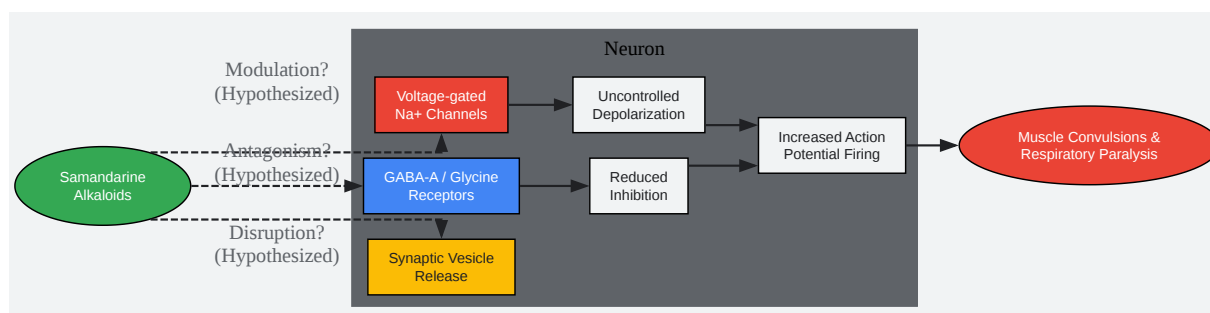 Neuron
Modulation?
(Hypothesized)
Voltage-gated
Na+ Channels
Uncontrolled
Depolarization
Increased Action
Potential Firing
Muscle Convulsions &
Respiratory Paralysis
Antagonism?
(Hypothesized)
Samandarine
Alkaloids
GABA-A / Glycine
Receptors
Reduced
Inhibition
Disruption?
(Hypothesized)
Synaptic Vesicle
Release